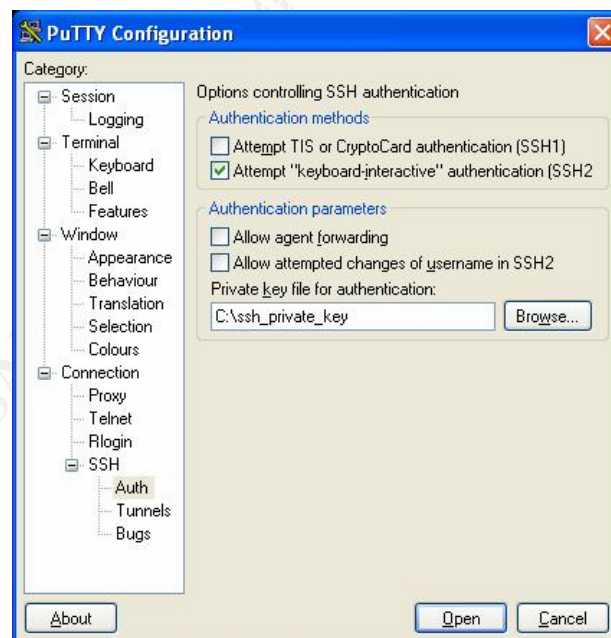 PuTTY Configuration
Category:
Session
Logging
Terminal
Keyboard
Bell
Features
Window
Appearance
Behaviour
Translation
Selection
Colours
Connection
Proxy
Telnet
Rlogin
SSH
Auth
Tunnels
Bugs
Options controlling SSH authentication
Authentication methods
Attempt TIS or CryptoCard authentication (SSH1)
Attempt "keyboard-interactive" authentication (SSH2
Authentication parameters
Allow agent forwarding
Allow attempted changes of username in SSH2
Private key file for authentication:
C:\ssh_private_key
Browse...
About
Open
Cancel